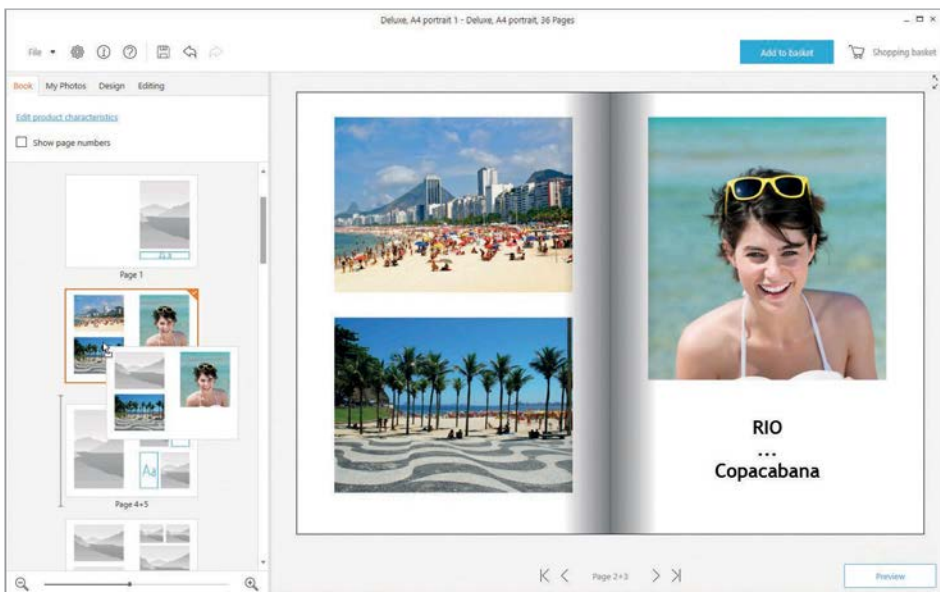 Deluxe, A4 portrait 1 - Deluxe, A4 portrait, 36 Pages
File
Add to basket
Shopping basket
Book My Photos Design Editing
Edit product characteristics
Show page numbers
Page 1
Aa
Page 4+5
RIO
...
Copacabana
Page 2+3
Preview